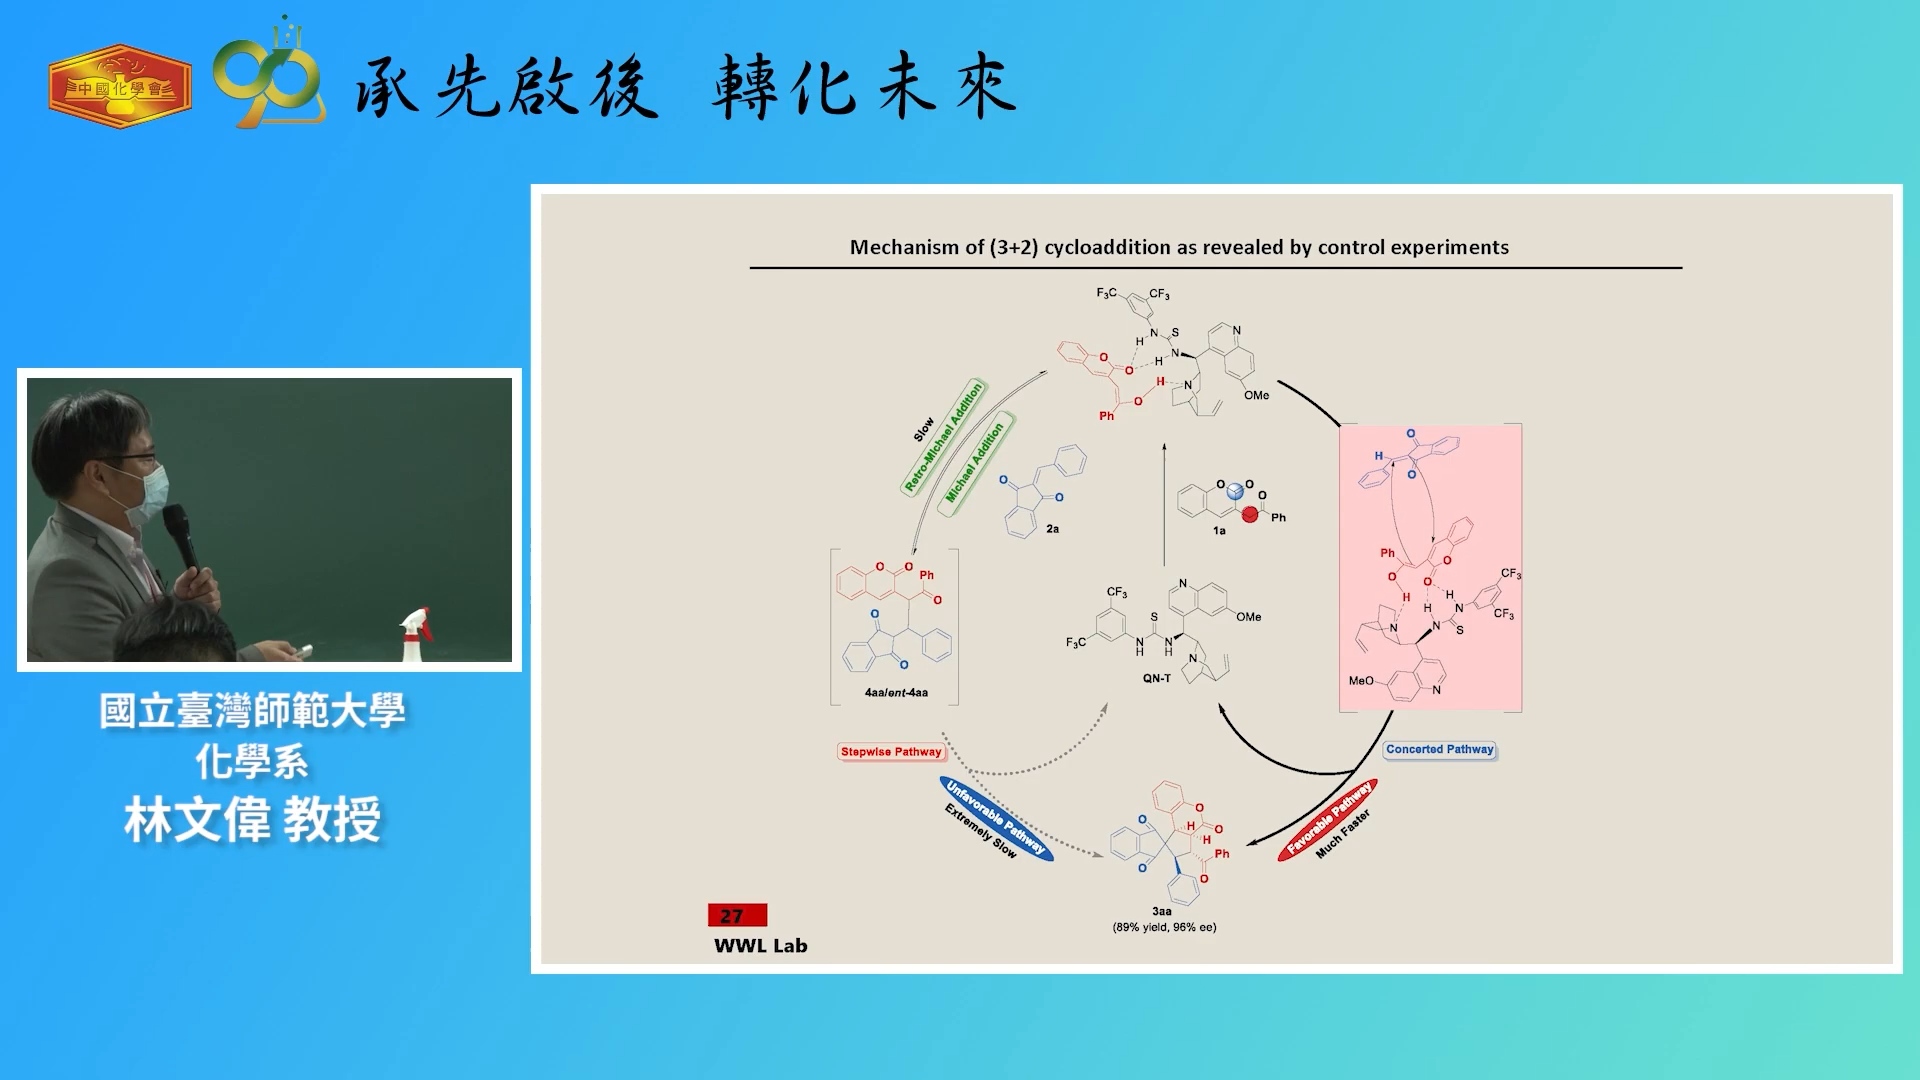 中國化學會
90
承先啟後 轉化未來
Mechanism of (3+2) cycloaddition as revealed by control experiments
F3C
CF3
N
S
N
H
N
O
H
O
H
N
O
OMe
Ph
Slow
Retro-Michael Addition
Michael Addition
O
O
2a
O
O
O
Ph
1a
O
H
O
Ph
O
O
O
H
H
H
N
CF3
CF3
N
N
S
MeO
N
O
O
Ph
O
O
O
4aa/ent-4aa
CF3
F3C
S
N
H
N
H
N
OMe
N
QN-T
Stepwise Pathway
Concerted Pathway
Unfavorable Pathway
Extremely Slow
Favorable Pathway
Much Faster
O
O
O
H
O
H
Ph
O
3aa
(89% yield, 96% ee)
27
WWL Lab
國立臺灣師範大學
化學系
林文偉 教授